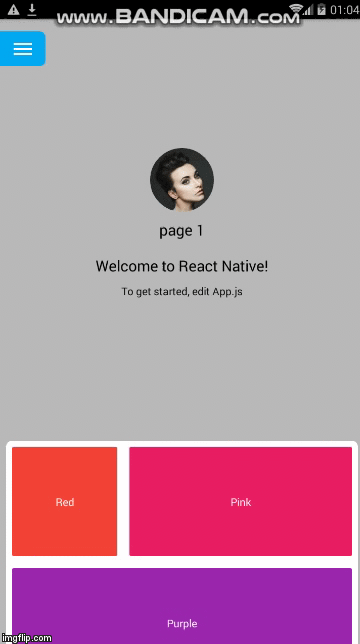 www.BANDICAM.com
01:04
page 1
Welcome to React Native!
To get started, edit App.js
Red
Pink
Purple
imgflip.com